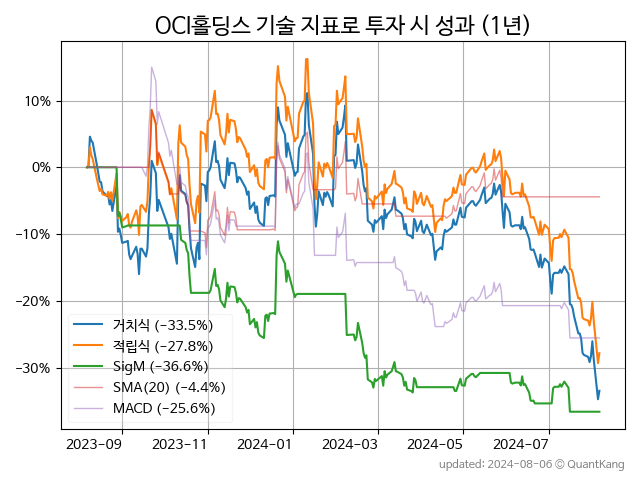 OCI홀딩스 기술 지표로 투자 시 성과 (1년)
10%
0%
−10%
−20%
−30%
거치식 (−33.5%)
적립식 (−27.8%)
SigM (−36.6%)
SMA(20) (−4.4%)
MACD (−25.6%)
2023−09 2023−11 2024−01 2024−03 2024−05 2024−07
updated: 2024−08−06 © QuantKang